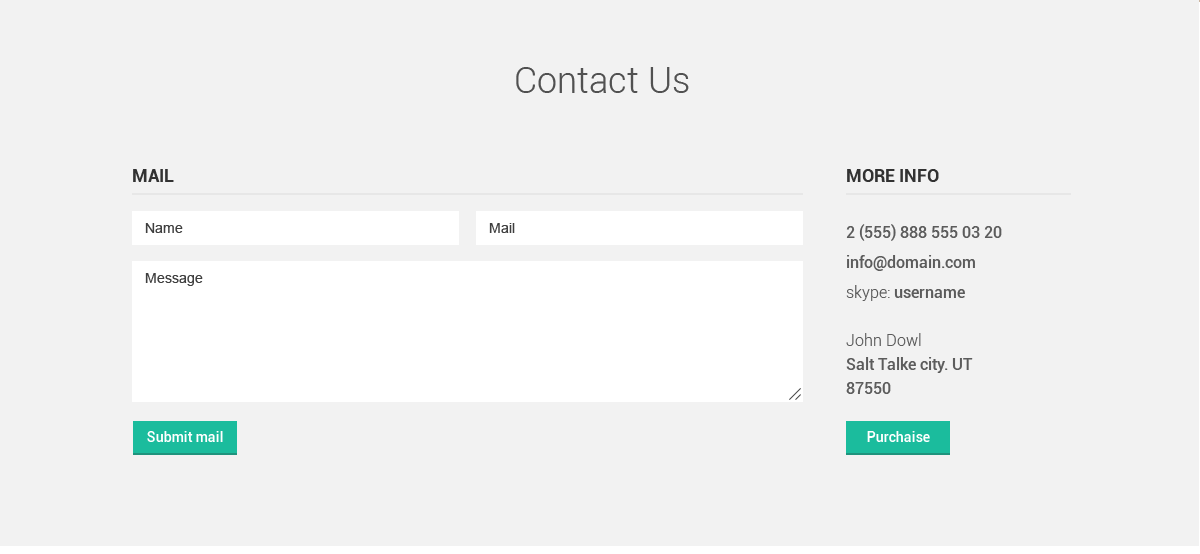 Contact Us
MAIL
Name
Mail
Message
Submit mail
MORE INFO
2 (555) 888 555 03 20
info@domain.com
skype: username
John Dowl
Salt Talke city. UT
87550
Purchaise